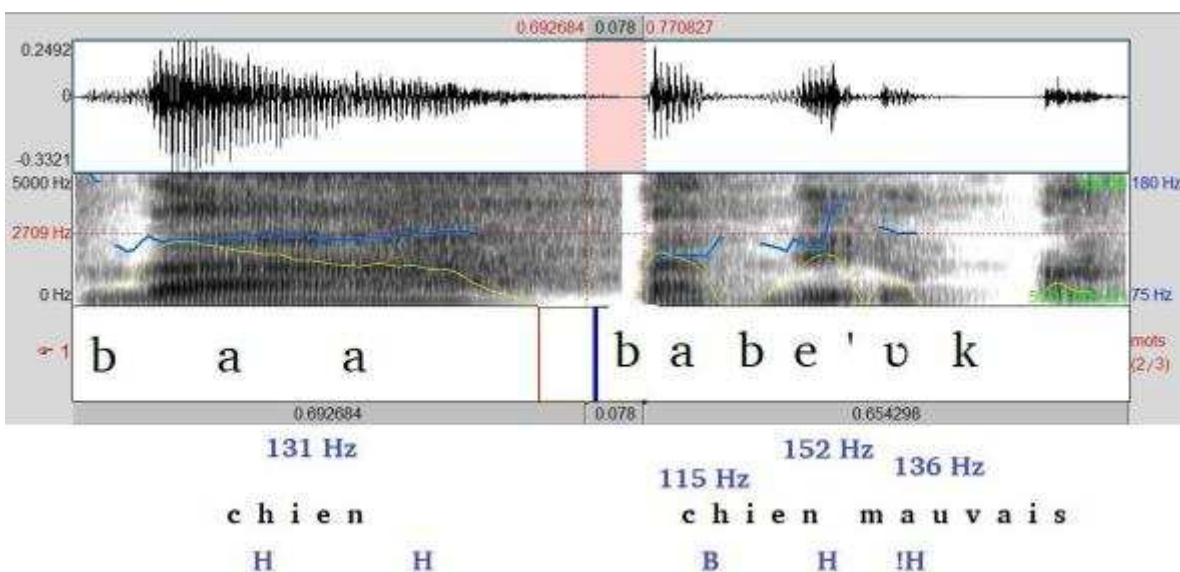 0.692684 0.078 0.770827
0.2492
0
-0.3321
5000 Hz 180 Hz
2709 Hz
0 Hz 75 Hz
1 b a a b a b e ' ʋ k mots
(2/3)
0.692684 0.078 0.654298
131 Hz 152 Hz
115 Hz 136 Hz
chien chien mauvais
H H B H !H